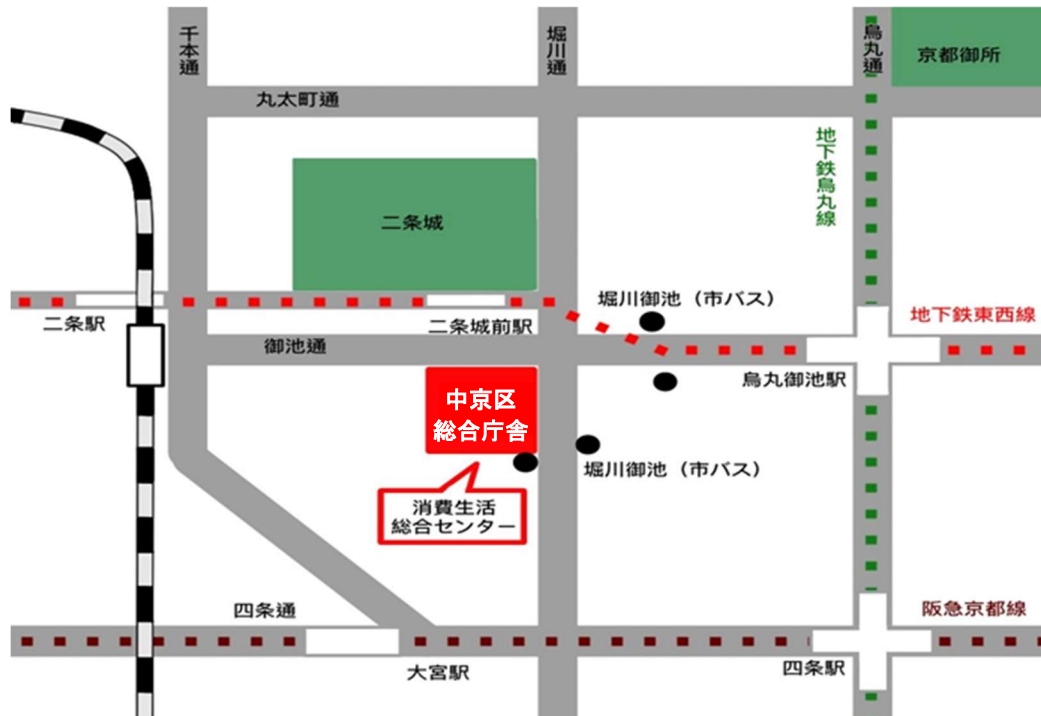 千本通
堀川通
烏丸通
京都御所
丸太町通
地下鉄烏丸線
二条城
堀川御池（市バス）
地下鉄東西線
二条駅
二条城前駅
御池通
烏丸御池駅
中京区
総合庁舎
堀川御池（市バス）
消費生活
総合センター
四条通
阪急京都線
大宮駅
四条駅